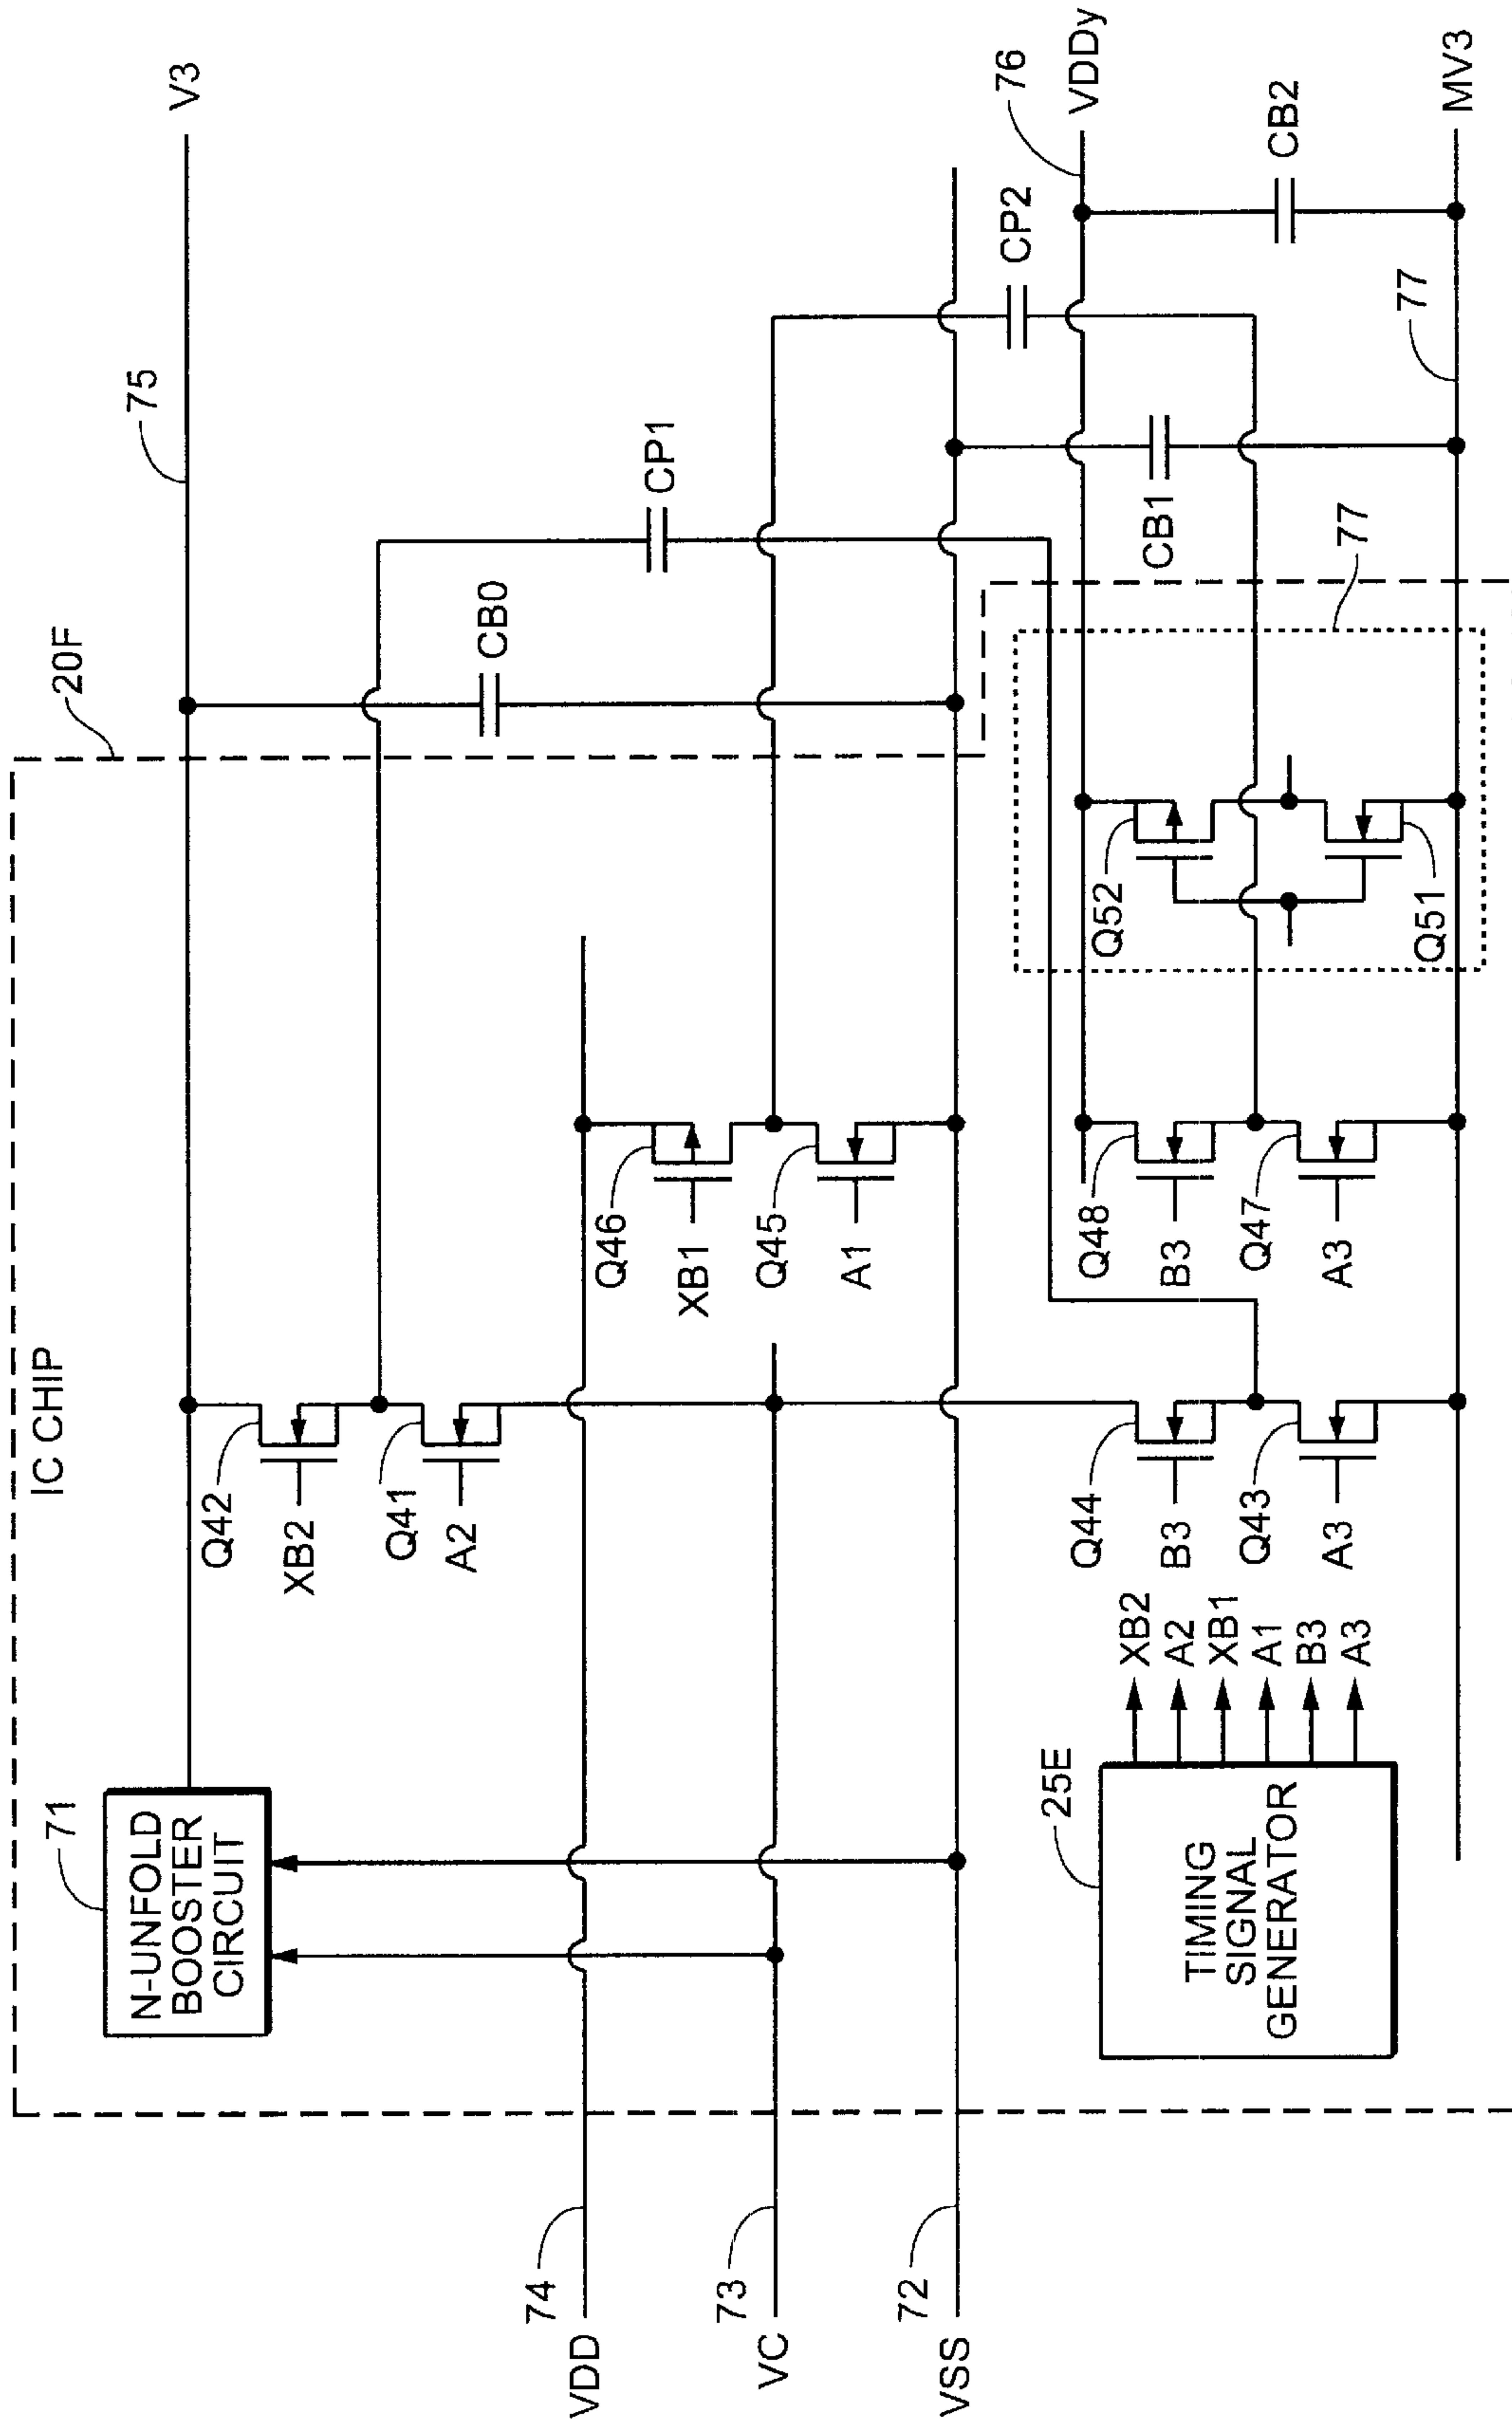 IC CHIP
20F
71
N-UNFOLD
BOOSTER
CIRCUIT
75
V3
Q42
XB2
Q41
A2
CB0
CP1
74
VDD
Q46
XB1
Q45
A1
73
VC
72
VSS
CP2
76
VDDy
25E
TIMING
SIGNAL
GENERATOR
XB2
A2
XB1
A1
B3
A3
Q44
B3
Q43
A3
Q48
B3
Q47
A3
Q52
Q51
77
CB1
CB2
77
MV3